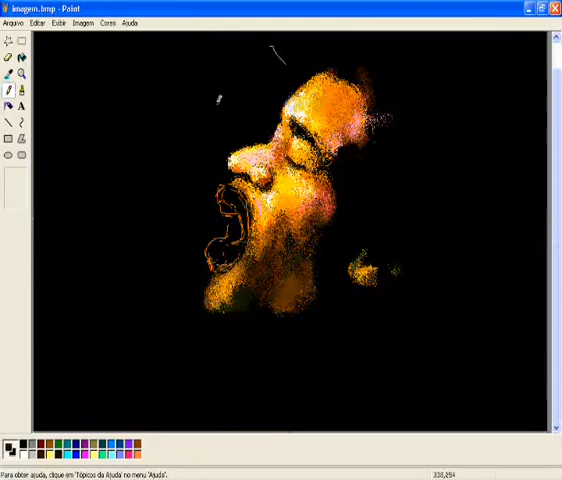 imagem.bmp - Paint
Arquivo Editar Exibir Imagem Cores Ajuda
A
Para obter ajuda, clique em 'Tópicos da Ajuda' no menu 'Ajuda'.
328,254